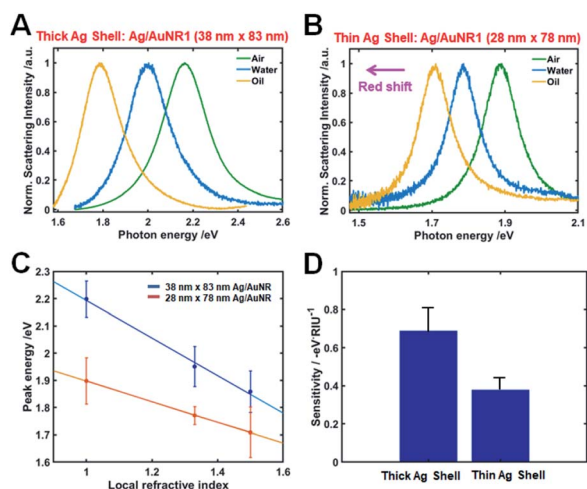 A
Thick Ag Shell: Ag/AuNR1 (38 nm x 83 nm)
Norm. Scattering Intensity /a.u.
1
0.8
0.6
0.4
0.2
0
Air
Water
Oil
1.6 1.8 2.0 2.2 2.4 2.6
Photon energy /eV
B
Thin Ag Shell: Ag/AuNR1 (28 nm x 78 nm)
Norm. Scattering Intensity /a.u.
1
0.8
0.6
0.4
0.2
0
Red shift
Air
Water
Oil
1.5 1.7 1.9 2.1
Photon energy /eV
C
Peak energy /eV
2.3
2.2
2.1
2.0
1.9
1.8
1.7
1.6
38 nm x 83 nm Ag/AuNR
28 nm x 78 nm Ag/AuNR
1 1.2 1.4 1.6
Local refractive index
D
Sensitivity / -eV·RIU-1
1
0.8
0.6
0.4
0.2
0
Thick Ag Shell Thin Ag Shell